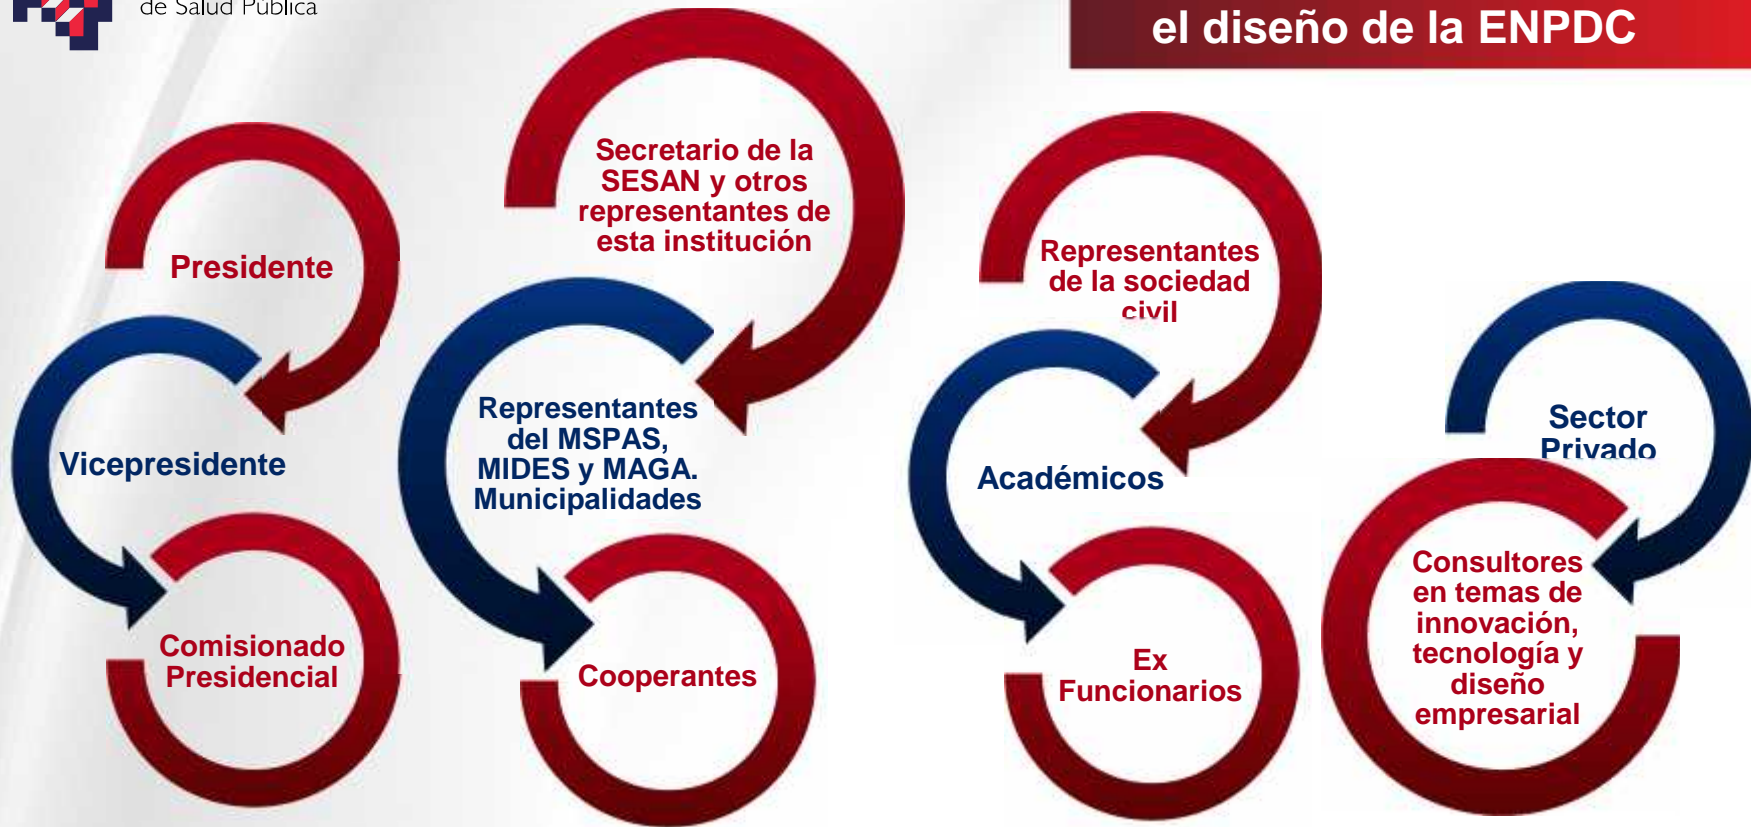 de Salud Pública
el diseño de la ENPDC
Presidente
Vicepresidente
Comisionado
Presidencial
Secretario de la
SESAN y otros
representantes de
esta institución
Representantes
del MSPAS,
MIDES y MAGA.
Municipalidades
Cooperantes
Representantes
de la sociedad
civil
Académicos
Ex
Funcionarios
Sector
Privado
Consultores
en temas de
innovación,
tecnología y
diseño
empresarial